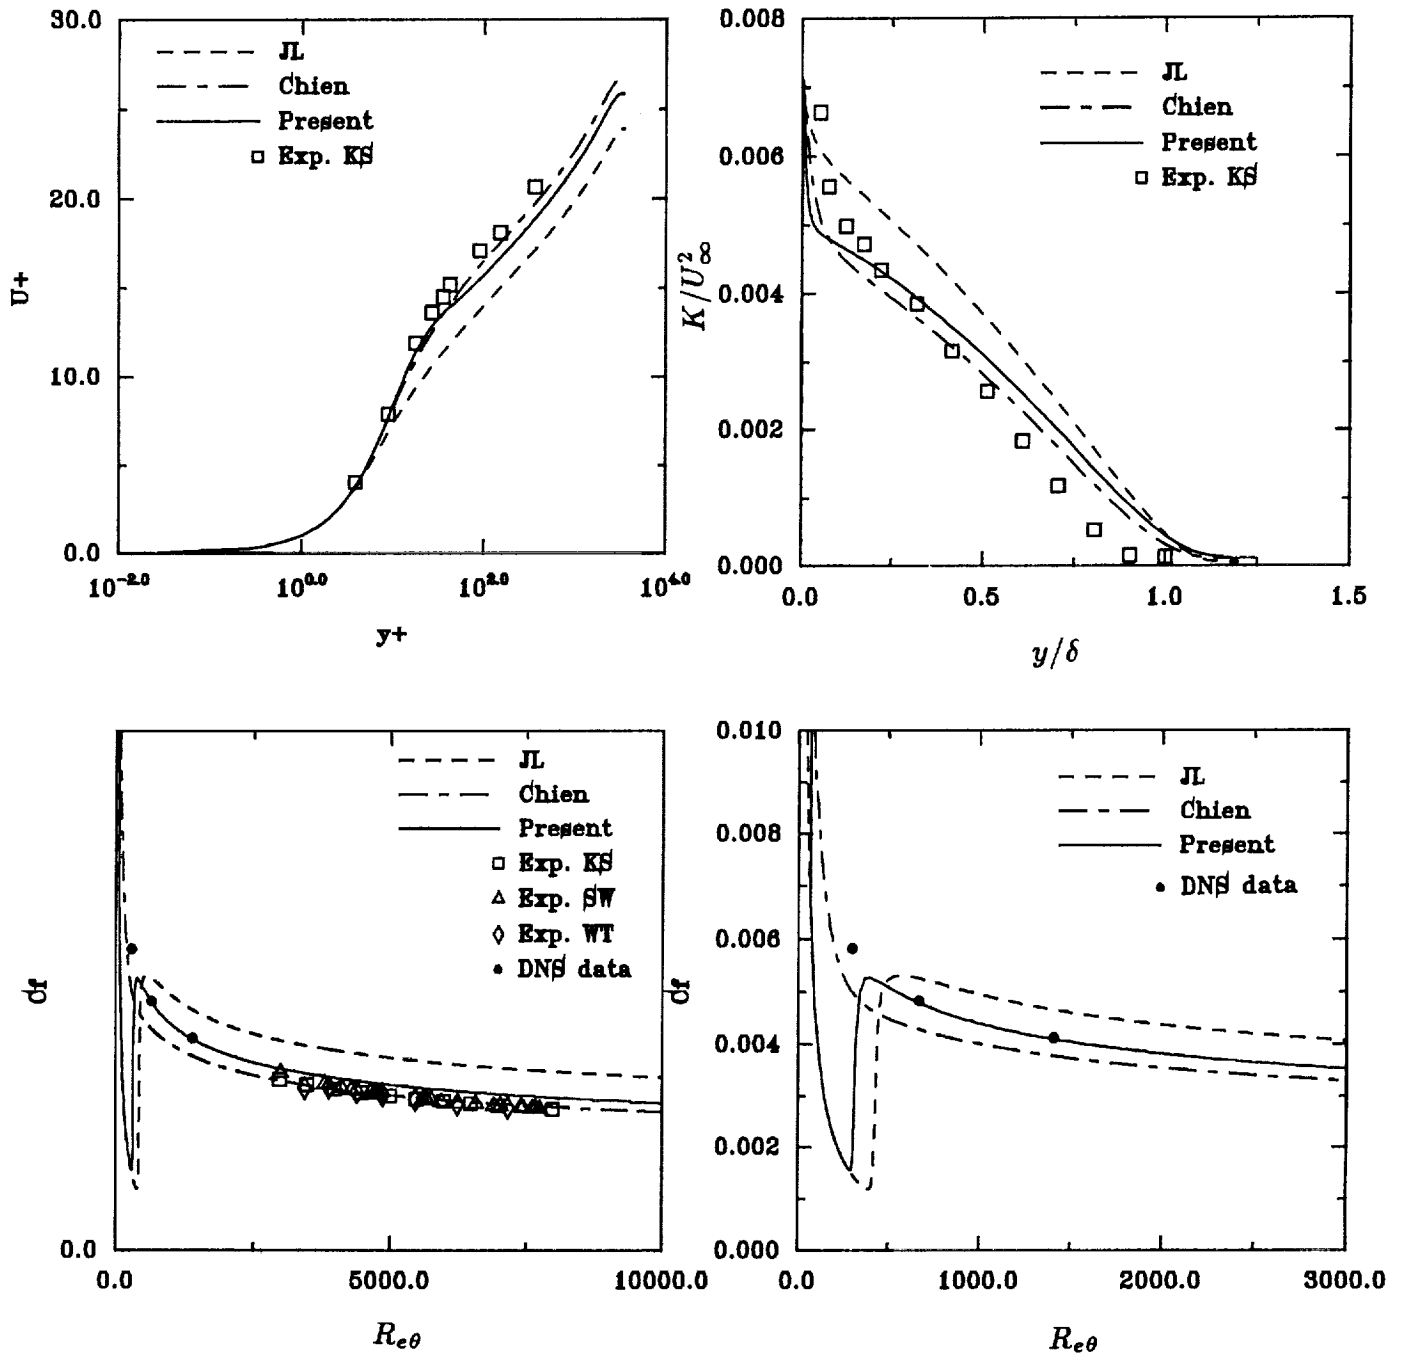 30.0
20.0
10.0
0.0
U+
JL
Chien
Present
Exp. KS
10^-2.0 10^0.0 10^2.0 10^4.0
y+
0.008
0.006
0.004
0.002
0.000
K/U²∞
JL
Chien
Present
Exp. KS
0.0 0.5 1.0 1.5
y/δ
Cf
0.0
JL
Chien
Present
Exp. KS
Exp. SW
Exp. WT
DNS data
0.0 5000.0 10000.0
Reθ
0.010
0.008
0.006
0.004
0.002
0.000
Cf
JL
Chien
Present
DNS data
0.0 1000.0 2000.0 3000.0
Reθ